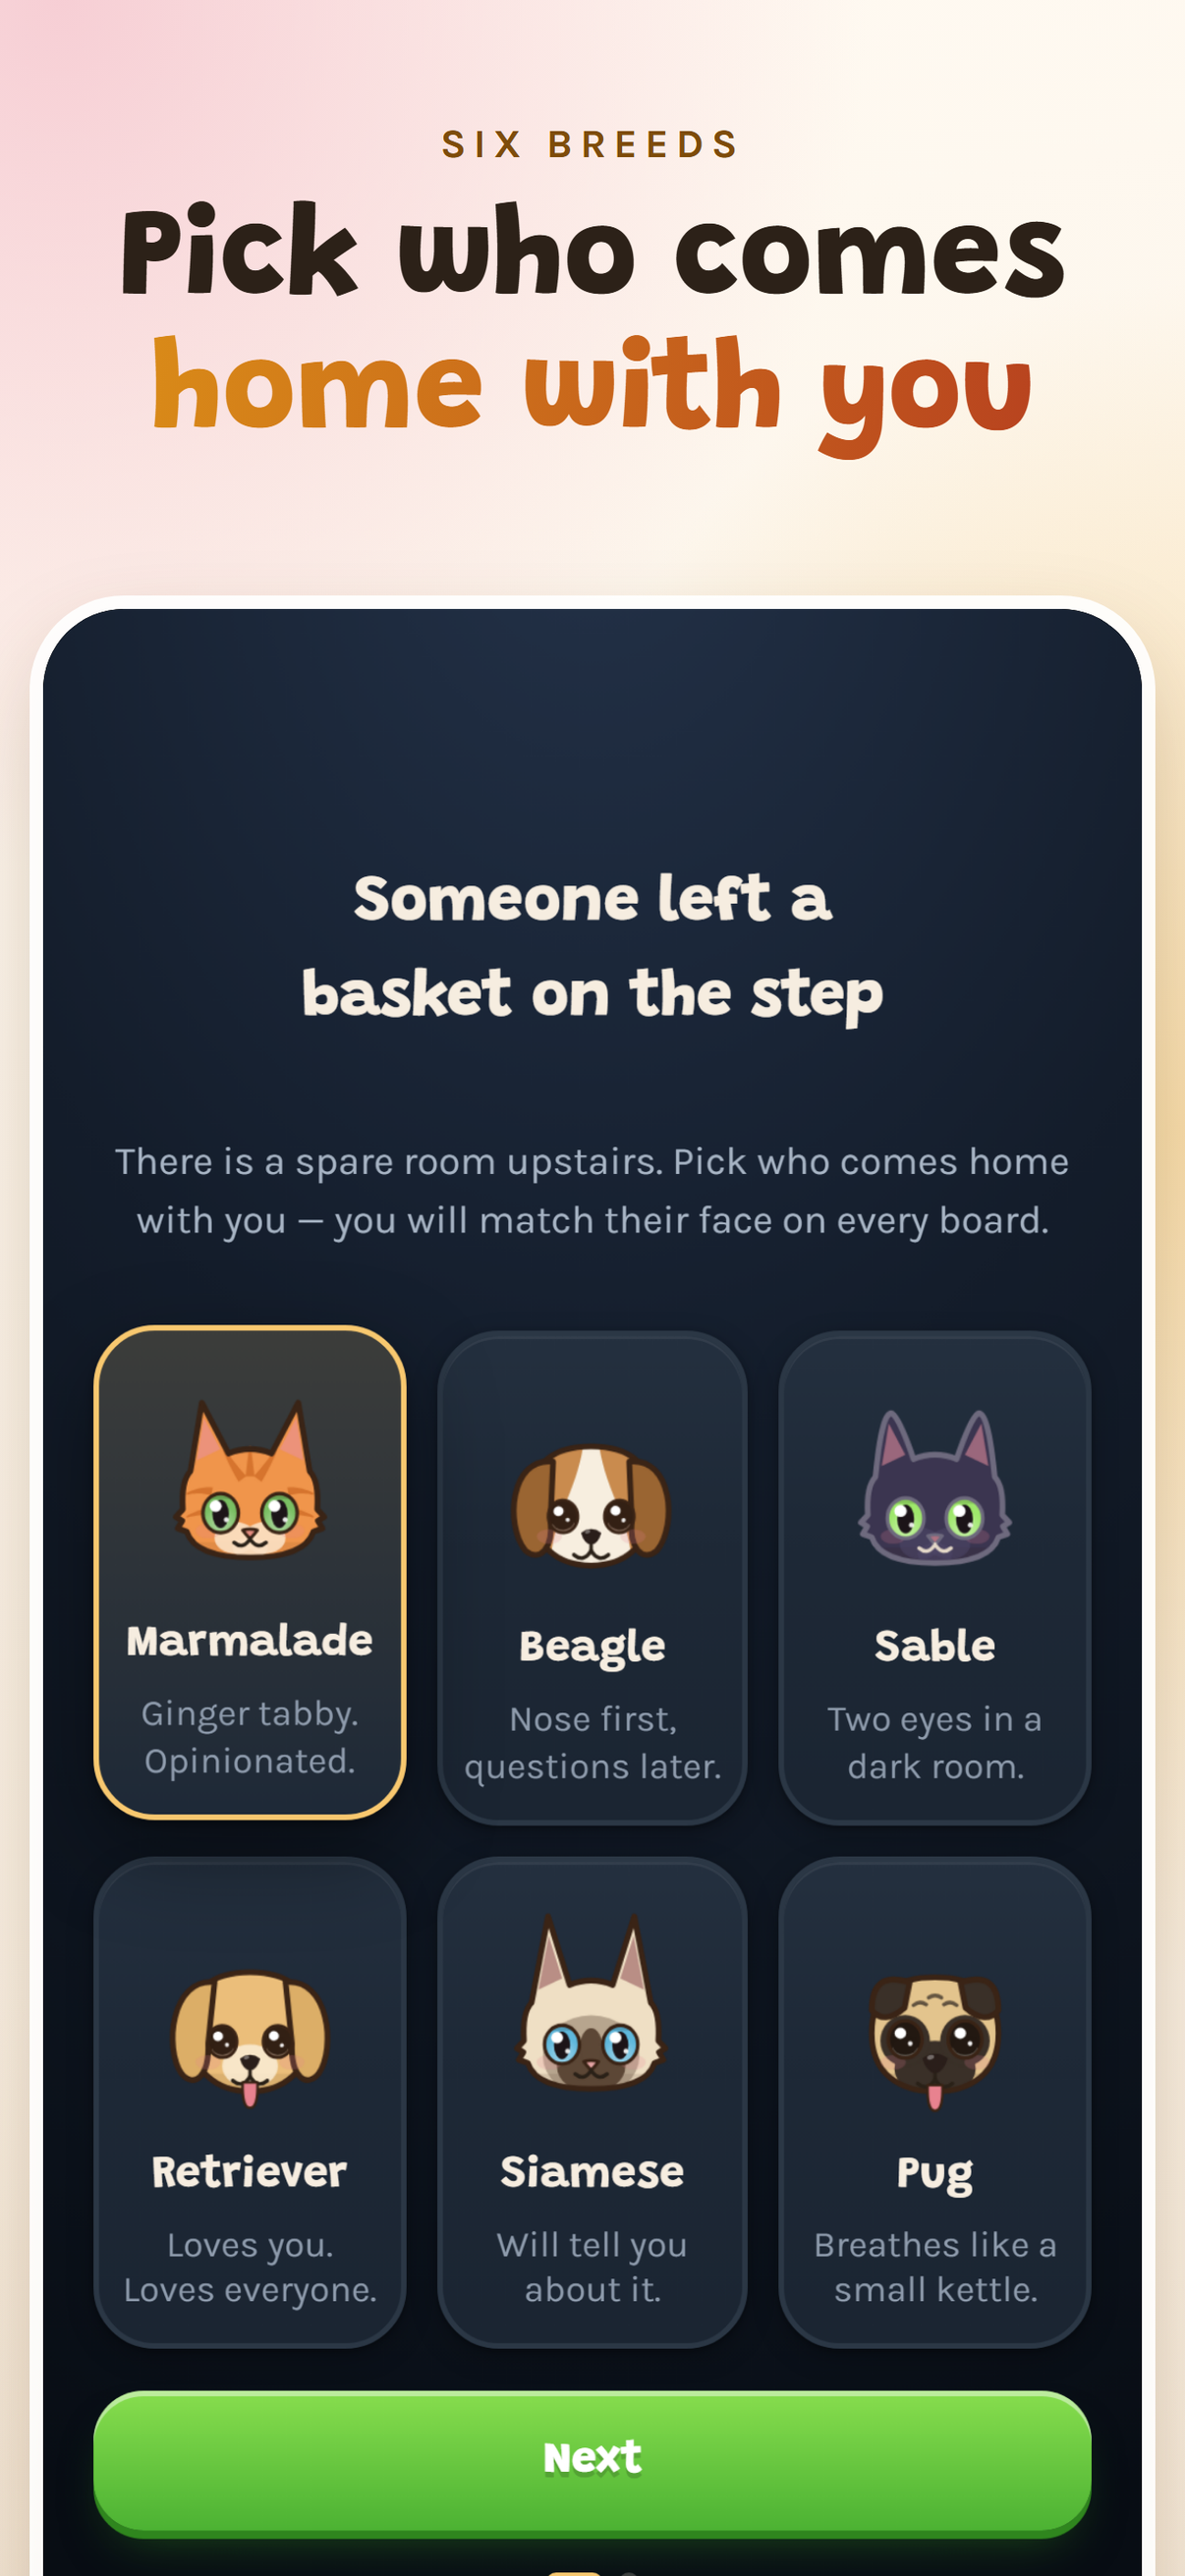 SIX BREEDS
Pick who comes
home with you
Someone left a
basket on the step
There is a spare room upstairs. Pick who comes home
with you — you will match their face on every board.
Marmalade
Ginger tabby.
Opinionated.
Beagle
Nose first,
questions later.
Sable
Two eyes in a
dark room.
Retriever
Loves you.
Loves everyone.
Siamese
Will tell you
about it.
Pug
Breathes like a
small kettle.
Next